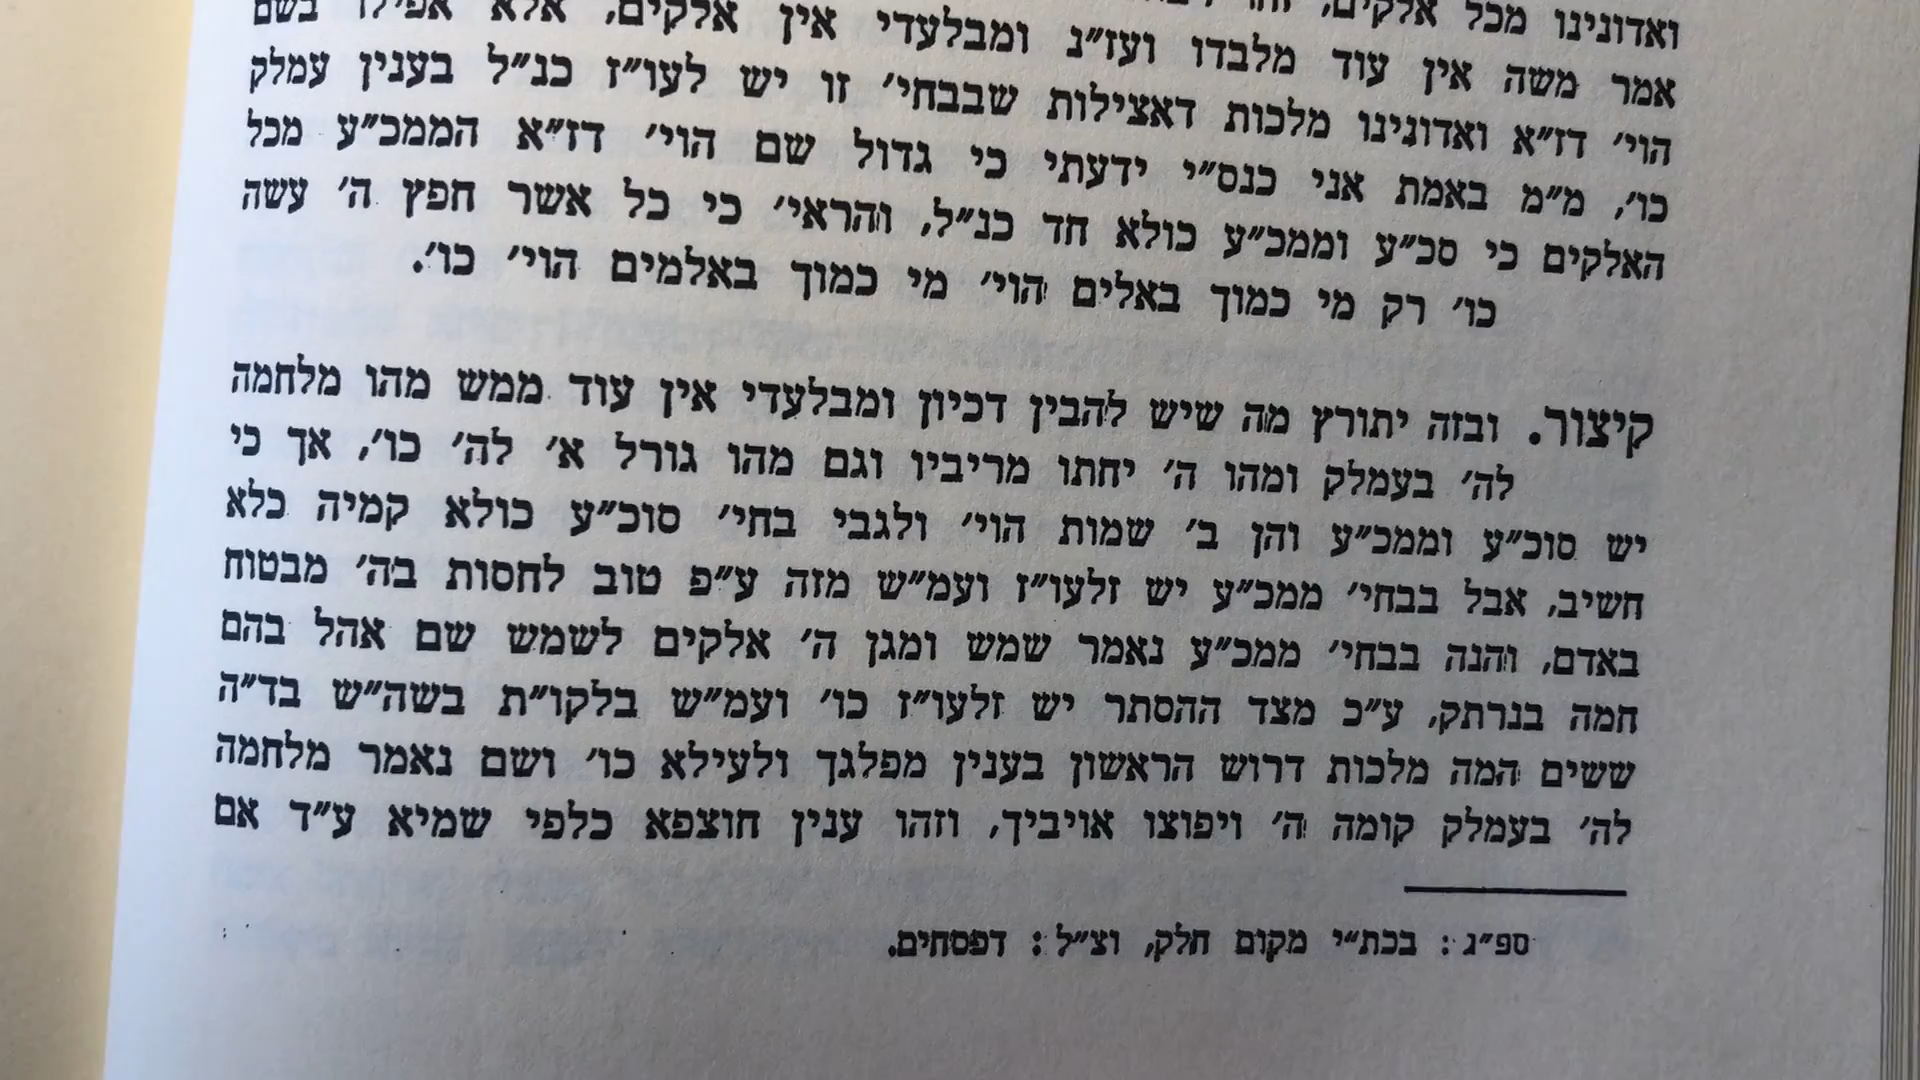 ואדונינו מכל אלקים,
אמר משה אין עוד מלבדו ועז״נ ומבלעדי אין אלקים, אלא אפילו בשם
הוי׳ דז״א ואדונינו מלכות דאצילות שבבחי׳ זו יש לעו״ז כנ״ל בענין עמלק
כו׳, מ״מ באמת אני כנס״י ידעתי כי גדול שם הוי׳ דז״א הממכ״ע מכל
האלקים כי סכ״ע וממכ״ע כולא חד כנ״ל, והראי׳ כי כל אשר חפץ ה׳ עשה
כו׳ רק מי כמוך באלים הוי׳ מי כמוך באלמים הוי׳ כו׳.
קיצור. ובזה יתורץ מה שיש להבין דכיון ומבלעדי אין עוד ממש מהו מלחמה
לה׳ בעמלק ומהו ה׳ יחתו מריביו וגם מהו גורל א׳ לה׳ כו׳, אך כי
יש סוכ״ע וממכ״ע והן ב׳ שמות הוי׳ ולגבי בחי׳ סוכ״ע כולא קמיה כלא
חשיב, אבל בבחי׳ ממכ״ע יש זלעו״ז ועמ״ש מזה ע״פ טוב לחסות בה׳ מבטוח
באדם, והנה בבחי׳ ממכ״ע נאמר שמש ומגן ה׳ אלקים לשמש שם אהל בהם
חמה בנרתק, ע״כ מצד ההסתר יש זלעו״ז כו׳ ועמ״ש בלקו״ת בשה״ש בד״ה
ששים המה מלכות דרוש הראשון בענין מפלגך ולעילא כו׳ ושם נאמר מלחמה
לה׳ בעמלק קומה ה׳ ויפוצו אויביך, וזהו ענין חוצפא כלפי שמיא ע״ד אם
ספ״ג : בכת״י מקום חלק, וצ״ל : דפסחים.